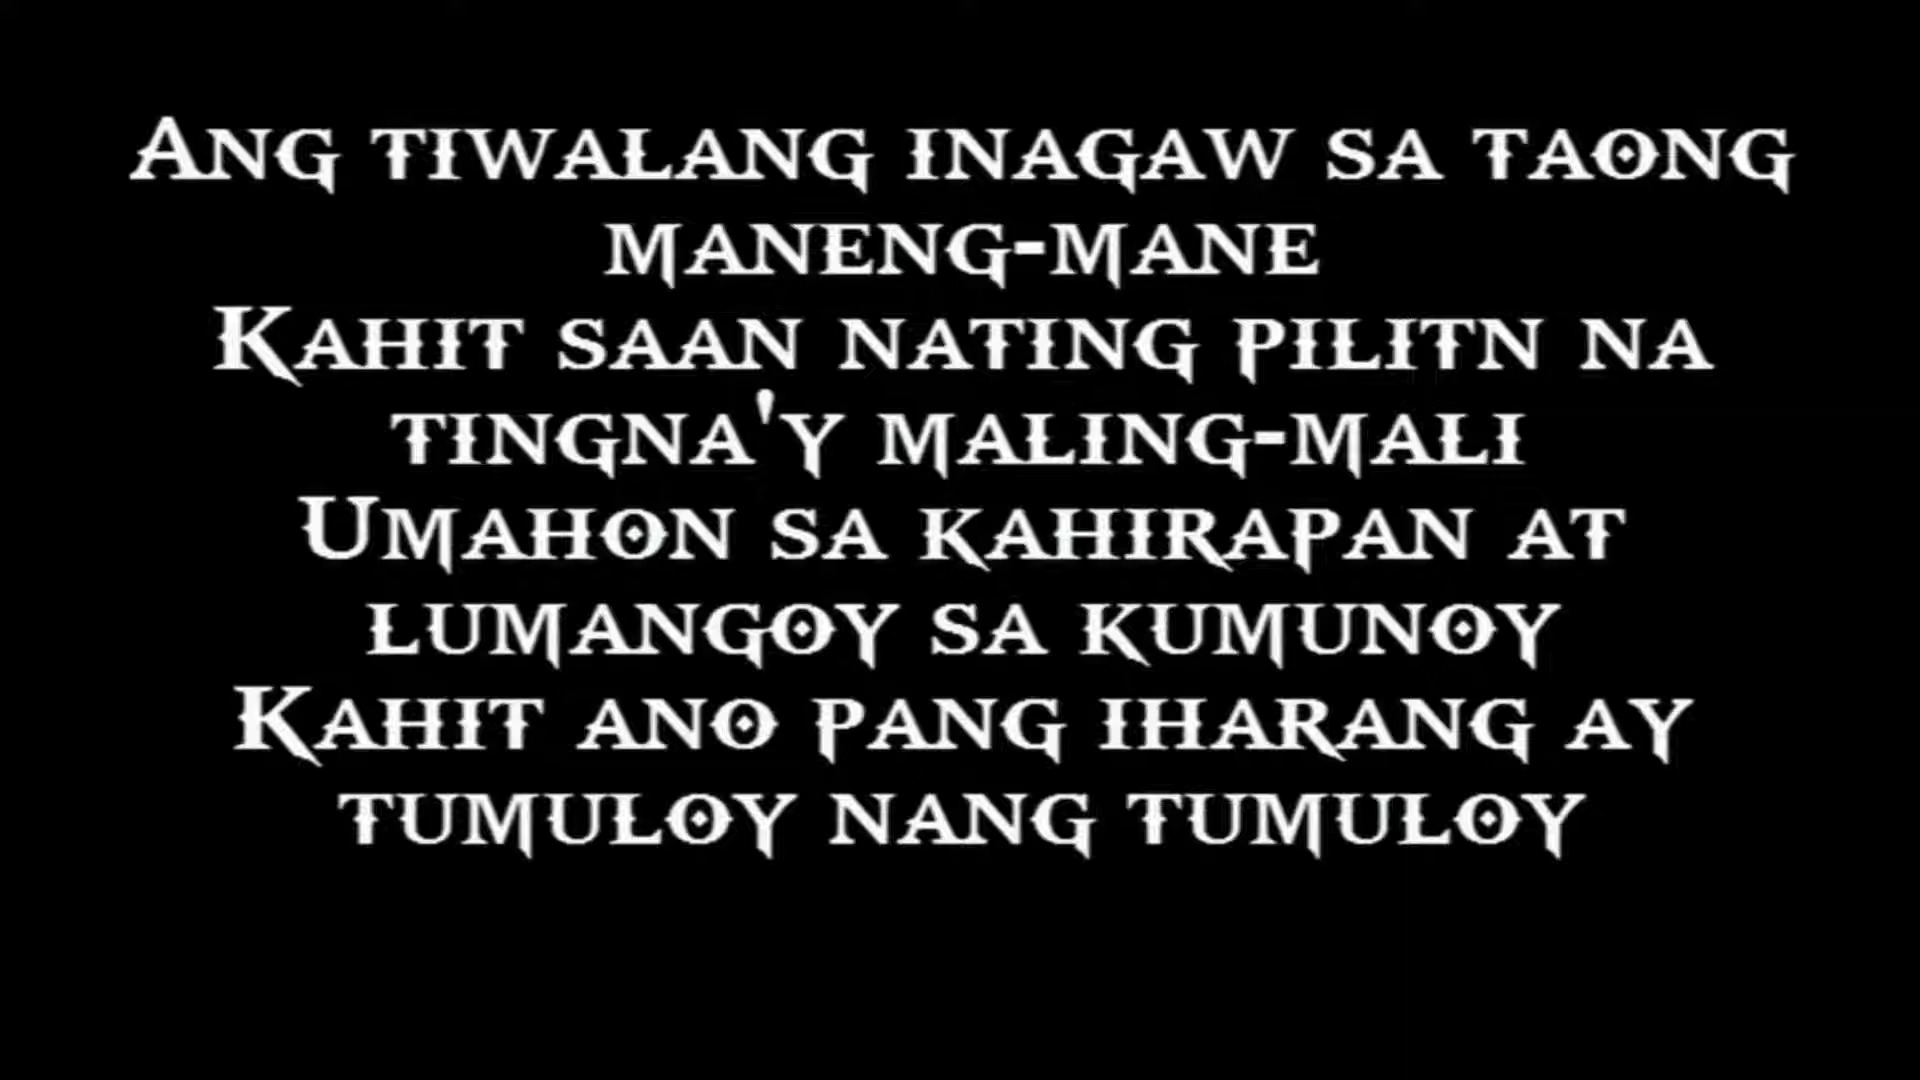 Ang tiwalang inagaw sa taong
maneng-mane
Kahit saan nating pilitn na
tingna'y maling-mali
Umahon sa kahirapan at
lumangoy sa kumunoy
Kahit ano pang iharang ay
tumuloy nang tumuloy